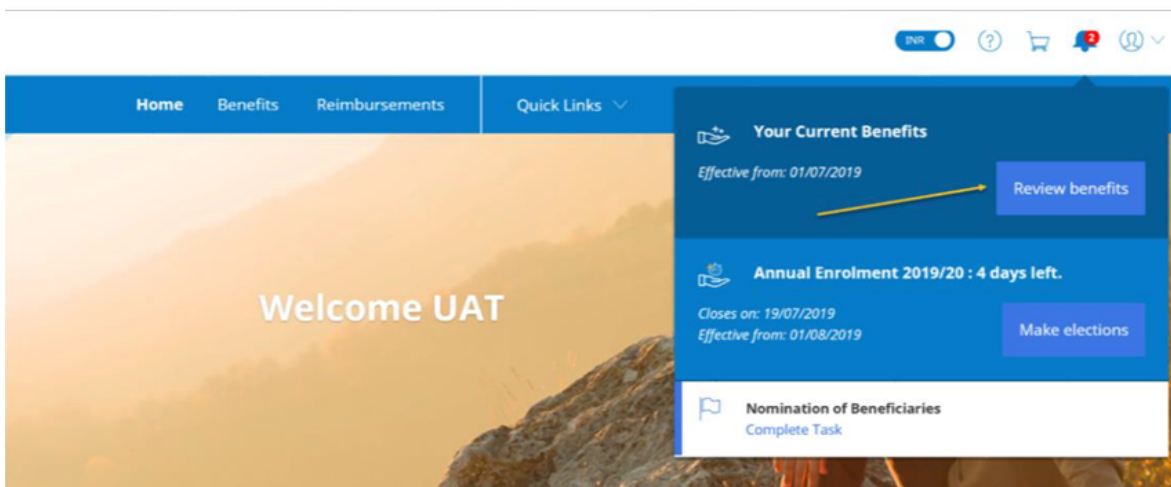 INR
?
2
Home Benefits Reimbursements Quick Links
Your Current Benefits
Effective from: 01/07/2019
Review benefits
Annual Enrolment 2019/20 : 4 days left.
Closes on: 19/07/2019
Effective from: 01/08/2019
Make elections
Welcome UAT
Nomination of Beneficiaries
Complete Task